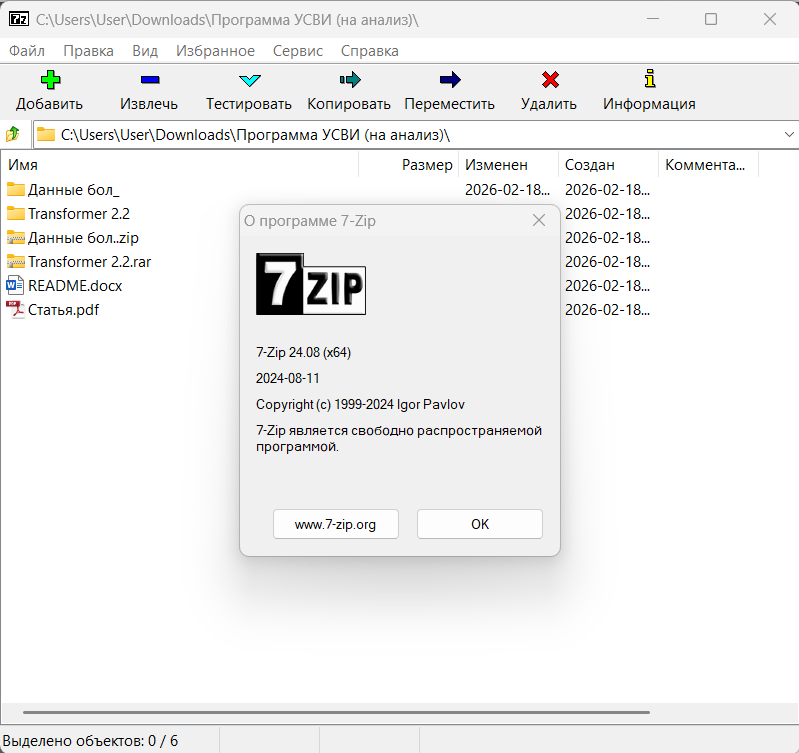 7z C:\Users\User\Downloads\Программа УСВИ (на анализ)\
Файл Правка Вид Избранное Сервис Справка
Добавить Извлечь Тестировать Копировать Переместить Удалить Информация
C:\Users\User\Downloads\Программа УСВИ (на анализ)\
Имя Размер Изменен Создан Коммента...
Данные бол_ 2026-02-18... 2026-02-18...
Transformer 2.2 2026-02-18...
Данные бол..zip 2026-02-18...
Transformer 2.2.rar 2026-02-18...
README.docx 2026-02-18...
Статья.pdf 2026-02-18...
О программе 7-Zip
7ZIP
7-Zip 24.08 (x64)
2024-08-11
Copyright (c) 1999-2024 Igor Pavlov
7-Zip является свободно распространяемой
программой.
www.7-zip.org OK
Выделено объектов: 0 / 6